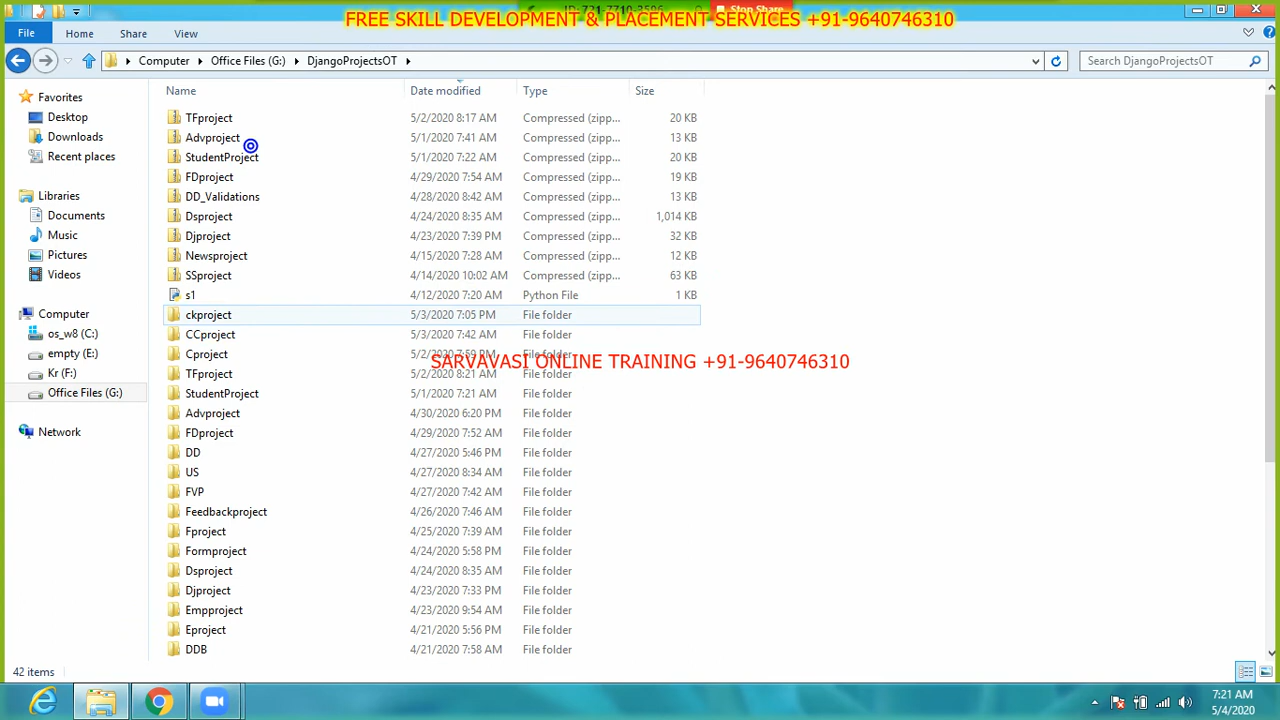 ID: 731-7710-3596 Stop Share
FREE SKILL DEVELOPMENT & PLACEMENT SERVICES +91-9640746310
File Home Share View
Computer Office Files (G:) DjangoProjectsOT Search DjangoProjectsOT
Name Date modified Type Size
Favorites
Desktop
Downloads
Recent places
Libraries
Documents
Music
Pictures
Videos
Computer
os_w8 (C:)
empty (E:)
Kr (F:)
Office Files (G:)
Network
TFproject 5/2/2020 8:17 AM Compressed (zipp... 20 KB
Advproject 5/1/2020 7:41 AM Compressed (zipp... 13 KB
StudentProject 5/1/2020 7:22 AM Compressed (zipp... 20 KB
FDproject 4/29/2020 7:54 AM Compressed (zipp... 19 KB
DD_Validations 4/28/2020 8:42 AM Compressed (zipp... 13 KB
Dsproject 4/24/2020 8:35 AM Compressed (zipp... 1,014 KB
Djproject 4/23/2020 7:39 PM Compressed (zipp... 32 KB
Newsproject 4/15/2020 7:28 AM Compressed (zipp... 12 KB
SSproject 4/14/2020 10:02 AM Compressed (zipp... 63 KB
s1 4/12/2020 7:20 AM Python File 1 KB
ckproject 5/3/2020 7:05 PM File folder
CCproject 5/3/2020 7:42 AM File folder
Cproject 5/2/2020 7:59 PM File folder
SARVAVASI ONLINE TRAINING +91-9640746310
TFproject 5/2/2020 8:21 AM File folder
StudentProject 5/1/2020 7:21 AM File folder
Advproject 4/30/2020 6:20 PM File folder
FDproject 4/29/2020 7:52 AM File folder
DD 4/27/2020 5:46 PM File folder
US 4/27/2020 8:34 AM File folder
FVP 4/27/2020 7:42 AM File folder
Feedbackproject 4/26/2020 7:46 AM File folder
Fproject 4/25/2020 7:39 AM File folder
Formproject 4/24/2020 5:58 PM File folder
Dsproject 4/24/2020 8:35 AM File folder
Djproject 4/23/2020 7:33 PM File folder
Empproject 4/23/2020 9:54 AM File folder
Eproject 4/21/2020 5:56 PM File folder
DDB 4/21/2020 7:58 AM File folder
42 items
7:21 AM
5/4/2020